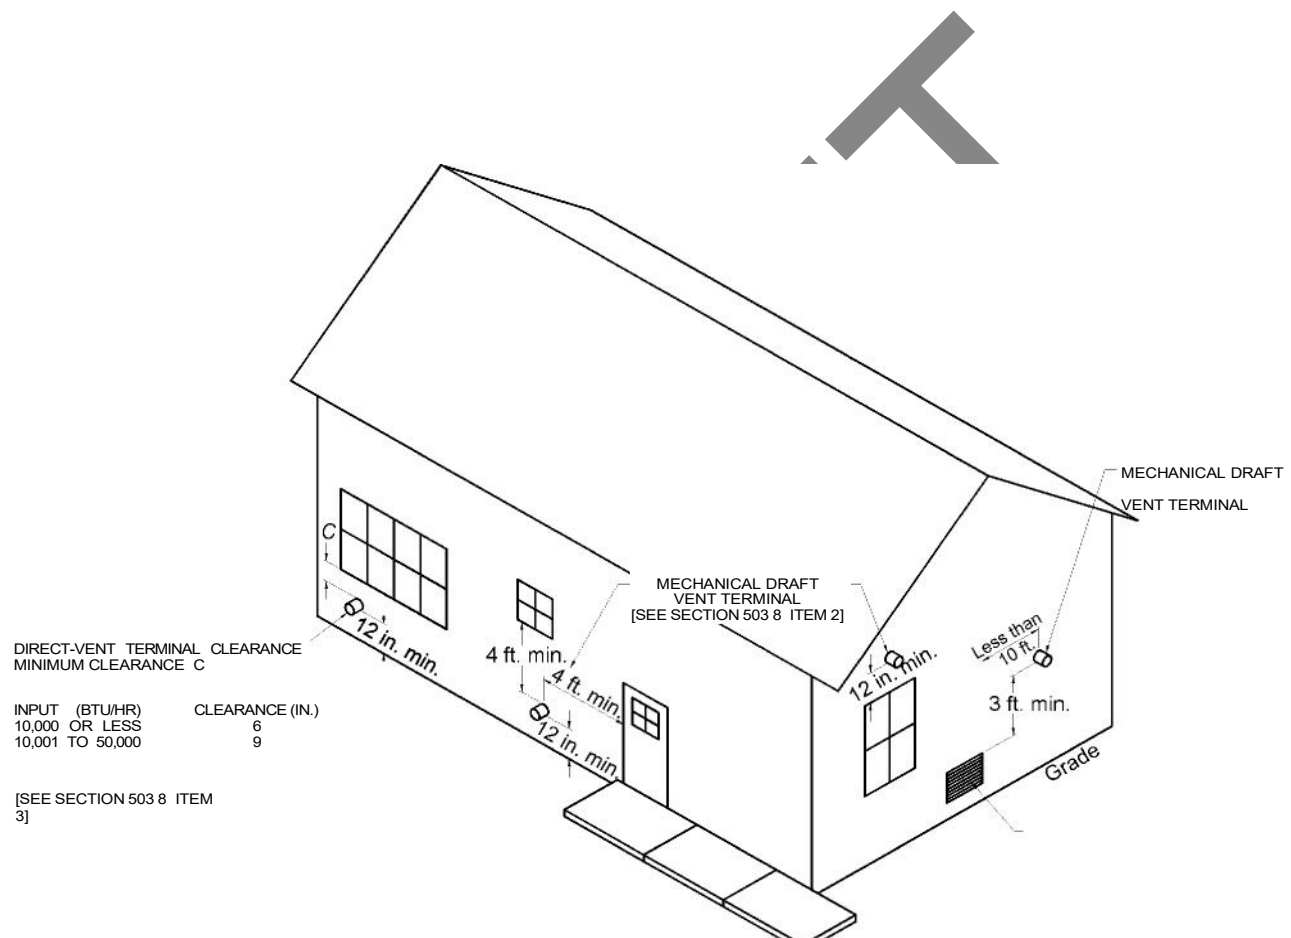 MECHANICAL DRAFT
VENT TERMINAL
C
MECHANICAL DRAFT
VENT TERMINAL
[SEE SECTION 503 8 ITEM 2]
Less than
10 ft.
12 in. min.
12 in. min.
4 ft. min.
4 ft. min.
3 ft. min.
12 in. min.
Grade
DIRECT-VENT TERMINAL CLEARANCE
MINIMUM CLEARANCE C
INPUT (BTU/HR) CLEARANCE (IN.)
10,000 OR LESS 6
10,001 TO 50,000 9
[SEE SECTION 503 8 ITEM
3]